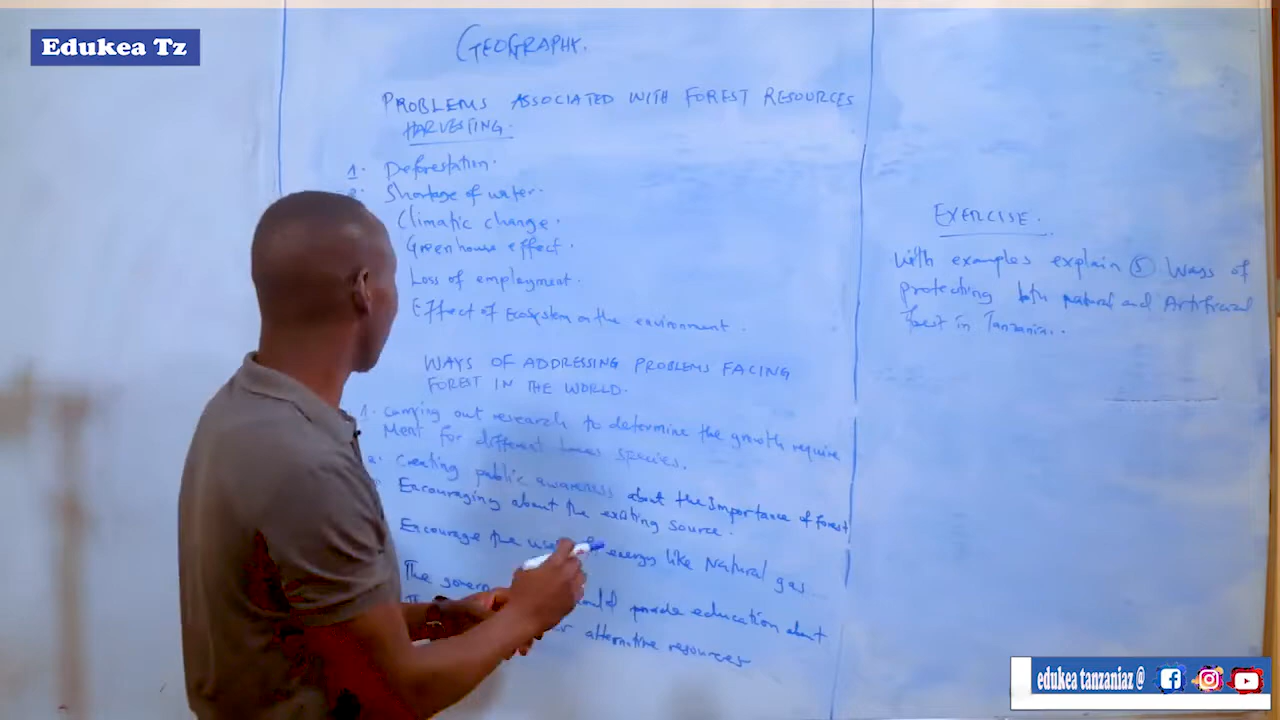 Edukea Tz
GEOGRAPHY.
PROBLEMS ASSOCIATED WITH FOREST RESOURCES
HARVESTING.
1. Deforestation.
2. Shortage of water.
Climatic change.
Greenhouse effect.
Loss of employment.
Effect of Ecosystem on the environment.
WAYS OF ADDRESSING PROBLEMS FACING
FOREST IN THE WORLD.
1. Carrying out research to determine the growth require
Ment for different species.
2. Creating public awareness about the Importance of forest
Encouraging about the existing source.
Encourage the use of energy like Natural gas
The should provide education about
alternative resources
EXERCISE.
With examples explain 5 Ways of
protecting both natural and Artificial
forest in Tanzania.
edukea tanzaniaz @